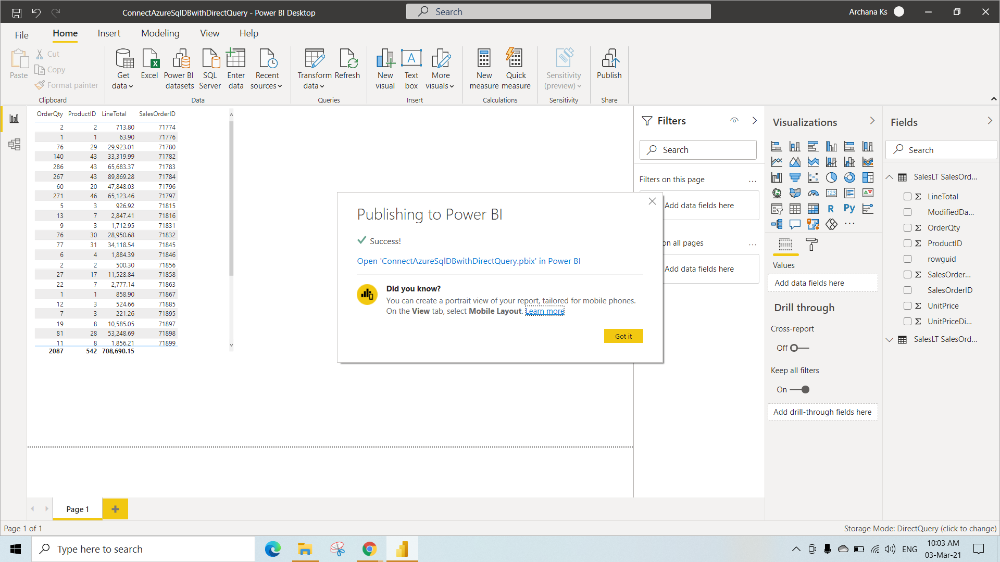 ConnectAzureSqlDBwithDirectQuery - Power BI Desktop
Search
Archana Ks
File
Home
Insert
Modeling
View
Help
Paste
Cut
Copy
Format painter
Clipboard
Get data
Excel
Power BI datasets
SQL Server
Enter data
Recent sources
Data
Transform data
Refresh
Queries
New visual
Text box
More visuals
Insert
New measure
Quick measure
Calculations
Sensitivity (preview)
Sensitivity
Publish
Share
OrderQty ProductID LineTotal SalesOrderID
2 2 713.80 71774
1 1 63.90 71776
76 29 29,923.01 71780
140 43 33,319.99 71782
286 43 65,683.37 71783
267 43 89,869.28 71784
60 20 47,848.03 71796
271 46 65,123.46 71797
5 3 926.92 71815
13 7 2,847.41 71816
9 3 1,712.95 71831
76 30 28,950.68 71832
77 31 34,118.54 71845
6 4 1,884.39 71846
2 2 500.30 71856
27 17 11,528.84 71858
22 7 2,777.14 71863
1 1 858.90 71867
12 3 524.66 71885
7 3 221.26 71895
19 8 10,585.05 71897
81 28 53,248.69 71898
11 8 1,856.21 71899
2087 542 708,690.15
Publishing to Power BI
Success!
Open 'ConnectAzureSqlDBwithDirectQuery.pbix' in Power BI
Did you know?
You can create a portrait view of your report, tailored for mobile phones.
On the View tab, select Mobile Layout. Learn more
Got it
Filters
Search
Filters on this page
...
Add data fields here
on all pages
...
Add data fields here
Visualizations
123
R
Py
...
Values
Add data fields here
Drill through
Cross-report
Off
Keep all filters
On
Add drill-through fields here
Fields
Search
SalesLT SalesOrd...
Σ LineTotal
ModifiedDa...
Σ OrderQty
Σ ProductID
rowguid
Σ SalesOrder...
SalesOrderID
Σ UnitPrice
Σ UnitPriceDi...
SalesLT SalesOrd...
Page 1
Page 1 of 1
Storage Mode: DirectQuery (click to change)
Type here to search
ENG
10:03 AM
03-Mar-21